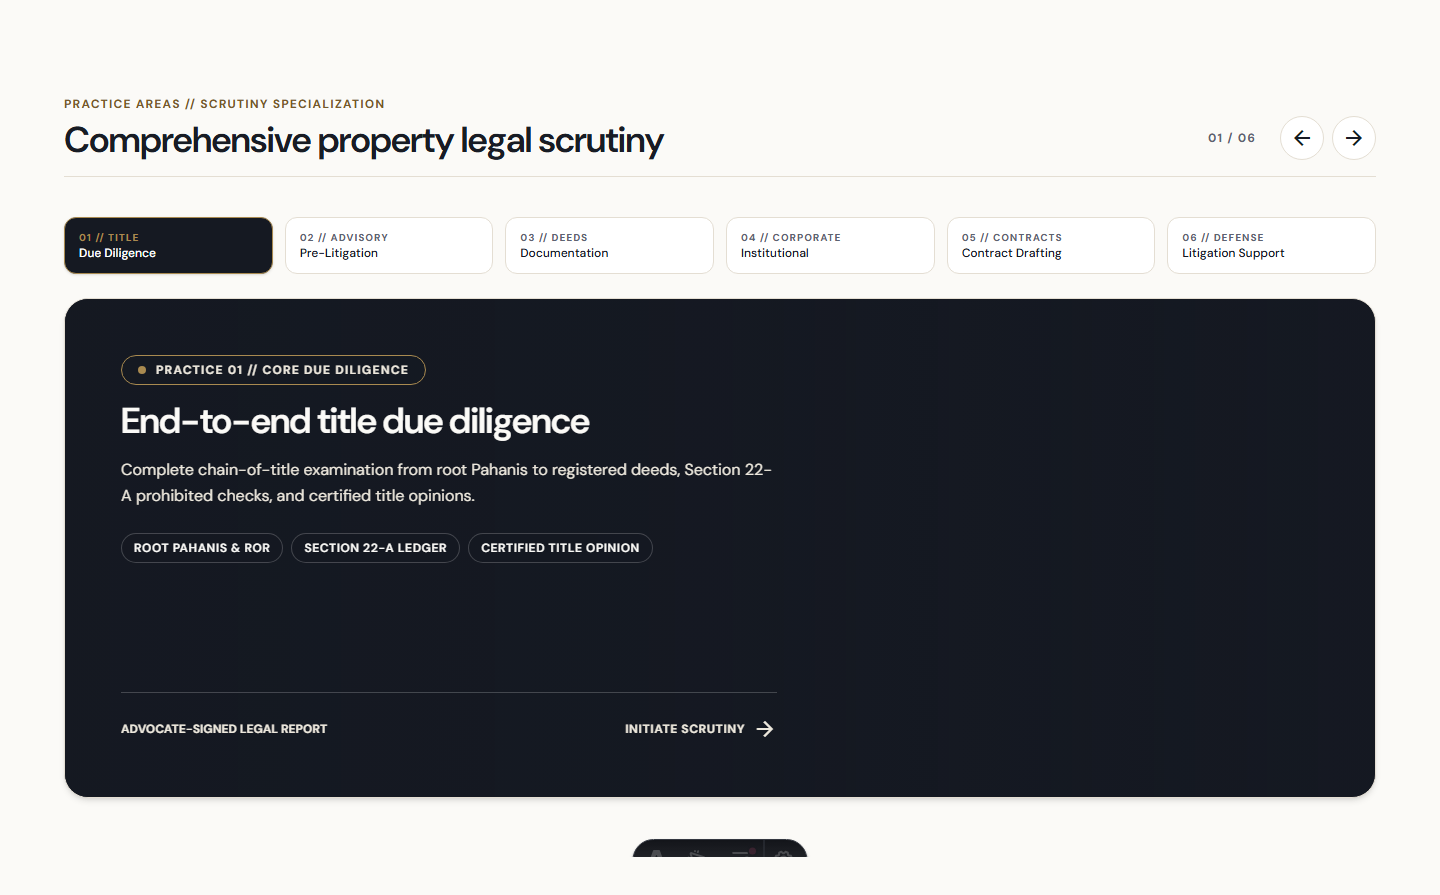 PRACTICE AREAS // SCRUTINY SPECIALIZATION
Comprehensive property legal scrutiny
01 / 06
01 // TITLE
Due Diligence
02 // ADVISORY
Pre-Litigation
03 // DEEDS
Documentation
04 // CORPORATE
Institutional
05 // CONTRACTS
Contract Drafting
06 // DEFENSE
Litigation Support
PRACTICE 01 // CORE DUE DILIGENCE
End-to-end title due diligence
Complete chain-of-title examination from root Pahanis to registered deeds, Section 22-
A prohibited checks, and certified title opinions.
ROOT PAHANIS & ROR
SECTION 22-A LEDGER
CERTIFIED TITLE OPINION
ADVOCATE-SIGNED LEGAL REPORT
INITIATE SCRUTINY